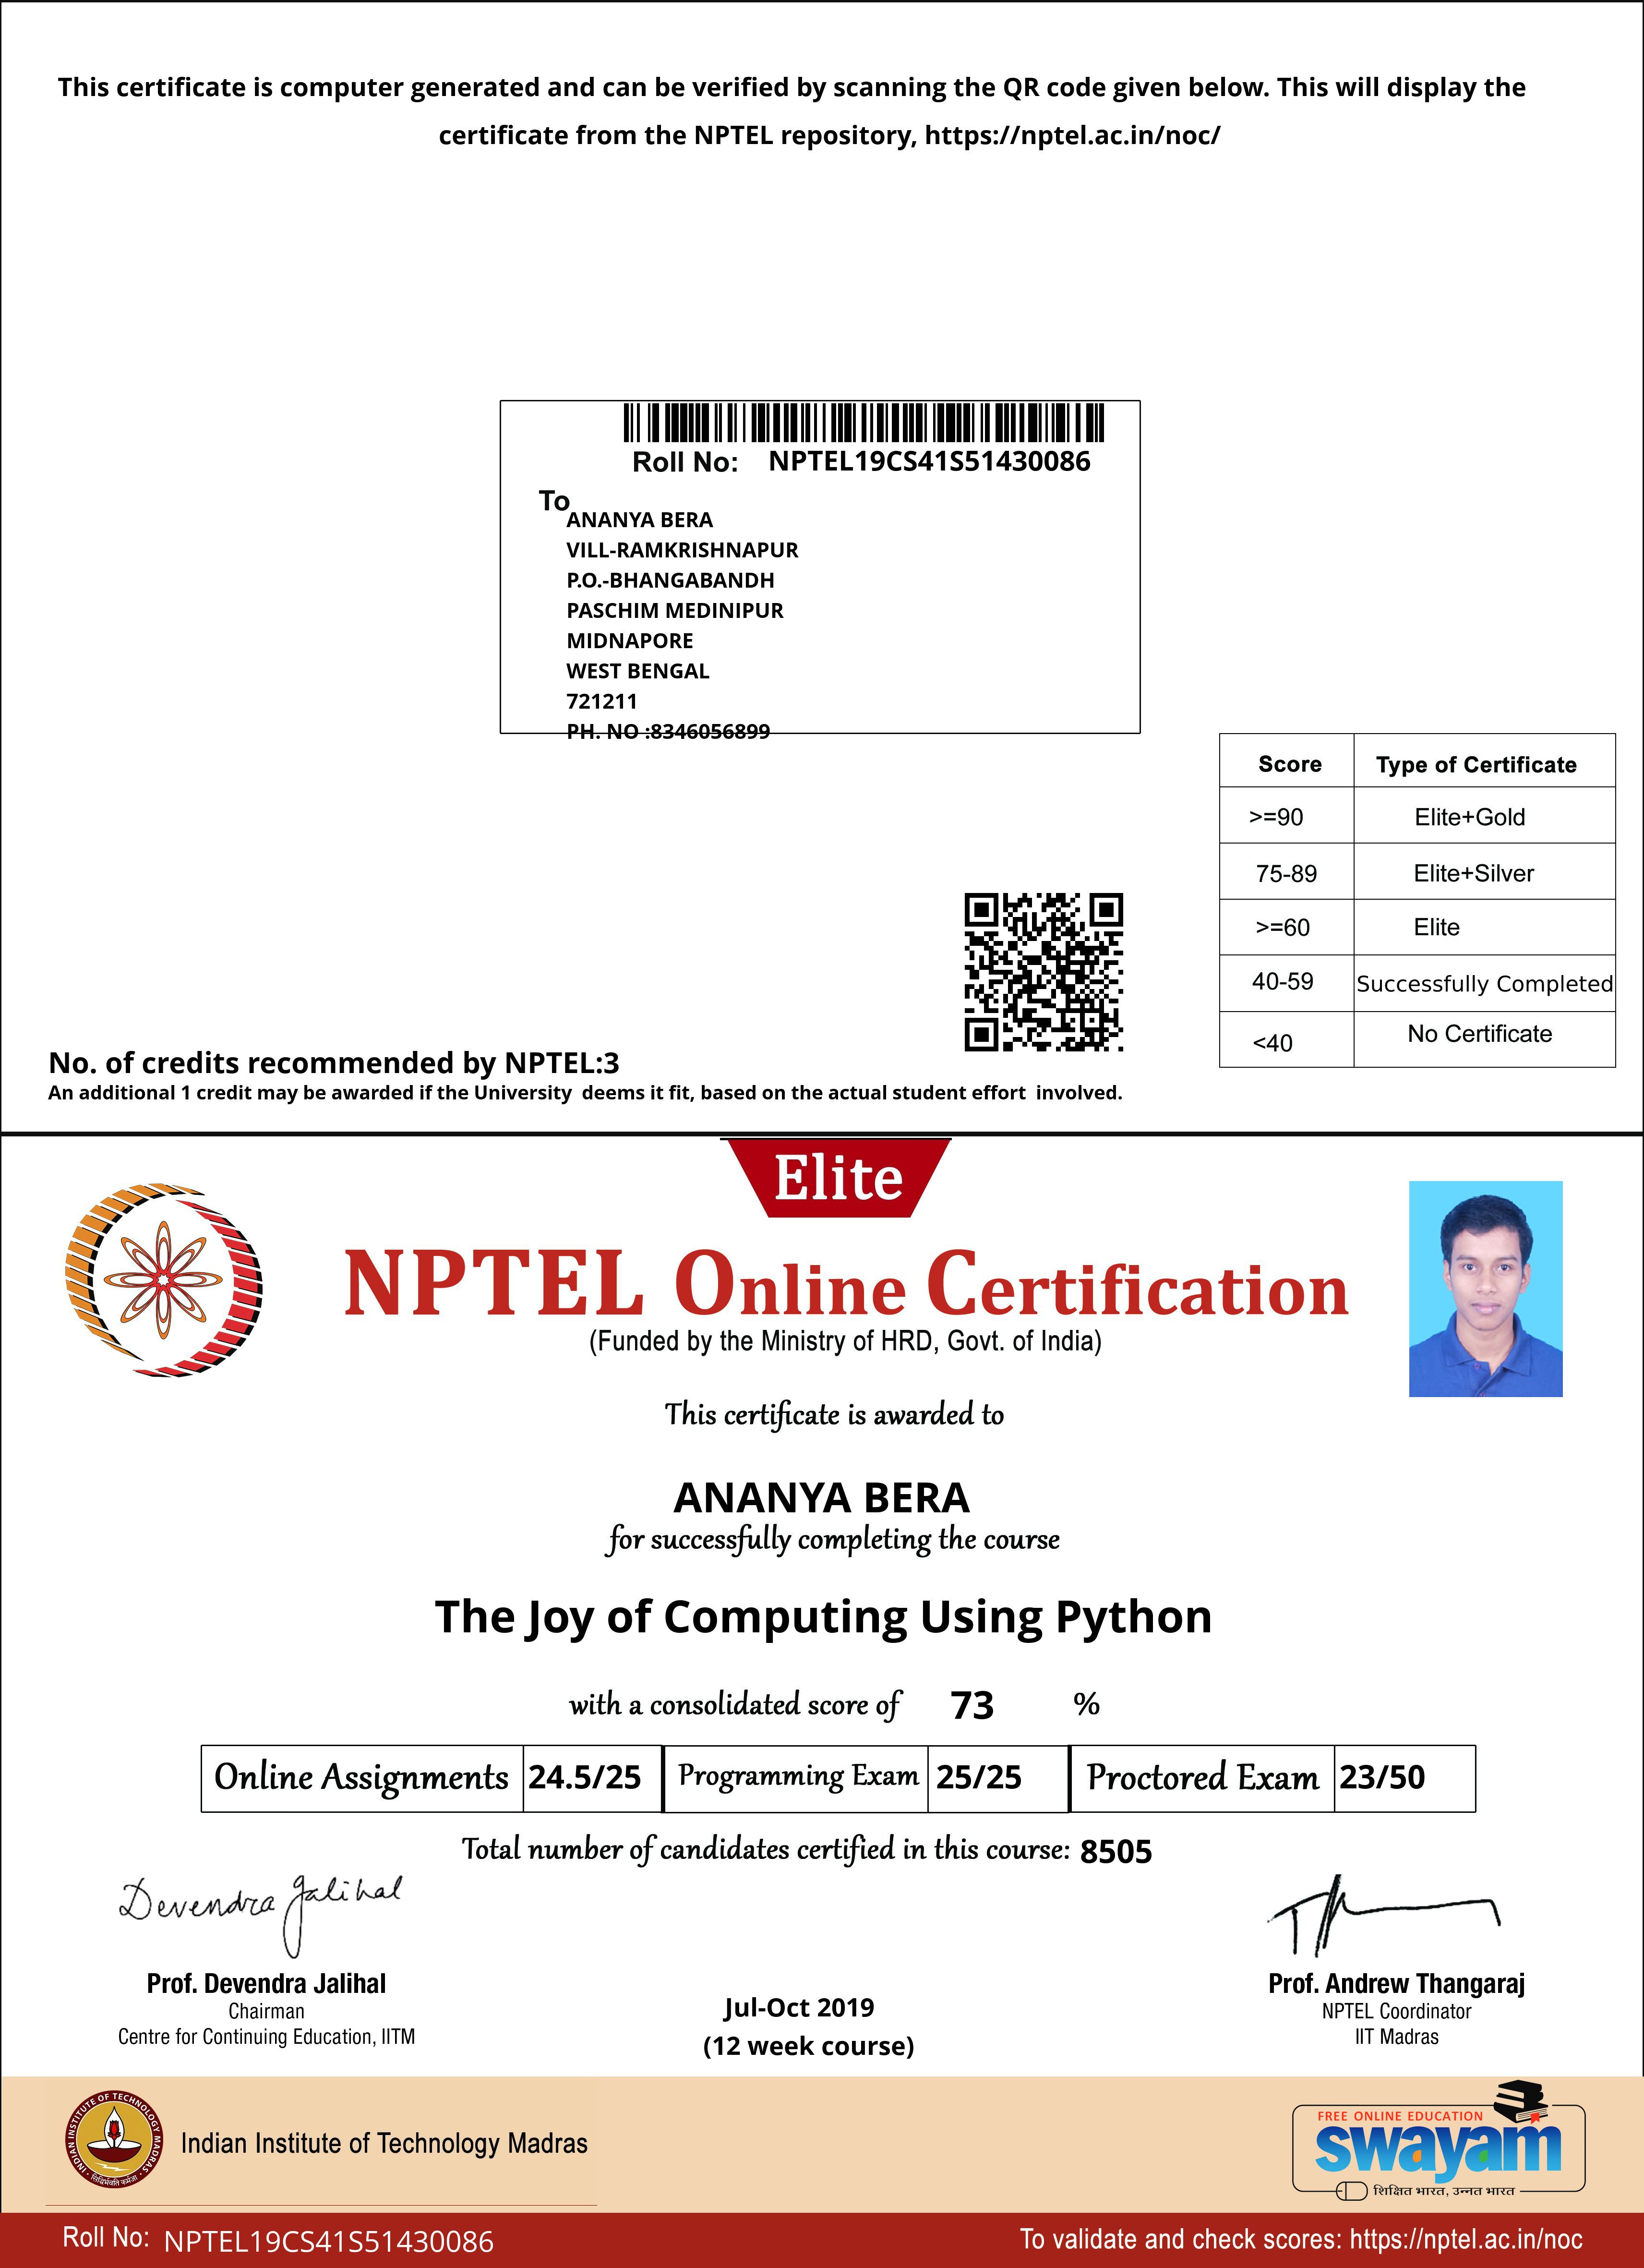 This certificate is computer generated and can be verified by scanning the QR code given below. This will display the
certificate from the NPTEL repository, https://nptel.ac.in/noc/
Roll No: NPTEL19CS41S51430086
To
ANANYA BERA
VILL-RAMKRISHNAPUR
P.O.-BHANGABANDH
PASCHIM MEDINIPUR
MIDNAPORE
WEST BENGAL
721211
PH. NO :8346056899
Score Type of Certificate
>=90 Elite+Gold
75-89 Elite+Silver
>=60 Elite
40-59 Successfully Completed
<40 No Certificate
No. of credits recommended by NPTEL:3
An additional 1 credit may be awarded if the University deems it fit, based on the actual student effort involved.
Elite
NPTEL Online Certification
(Funded by the Ministry of HRD, Govt. of India)
This certificate is awarded to
ANANYA BERA
for successfully completing the course
The Joy of Computing Using Python
with a consolidated score of 73 %
Online Assignments 24.5/25 Programming Exam 25/25 Proctored Exam 23/50
Total number of candidates certified in this course: 8505
Devendra Jalihal
Prof. Devendra Jalihal
Chairman
Centre for Continuing Education, IITM
Jul-Oct 2019
(12 week course)
Prof. Andrew Thangaraj
NPTEL Coordinator
IIT Madras
INDIAN INSTITUTE OF TECHNOLOGY MADRAS
सिद्धिर्भवति कर्मजा
Indian Institute of Technology Madras
FREE ONLINE EDUCATION
swayam
शिक्षित भारत, उन्नत भारत
Roll No: NPTEL19CS41S51430086
To validate and check scores: https://nptel.ac.in/noc